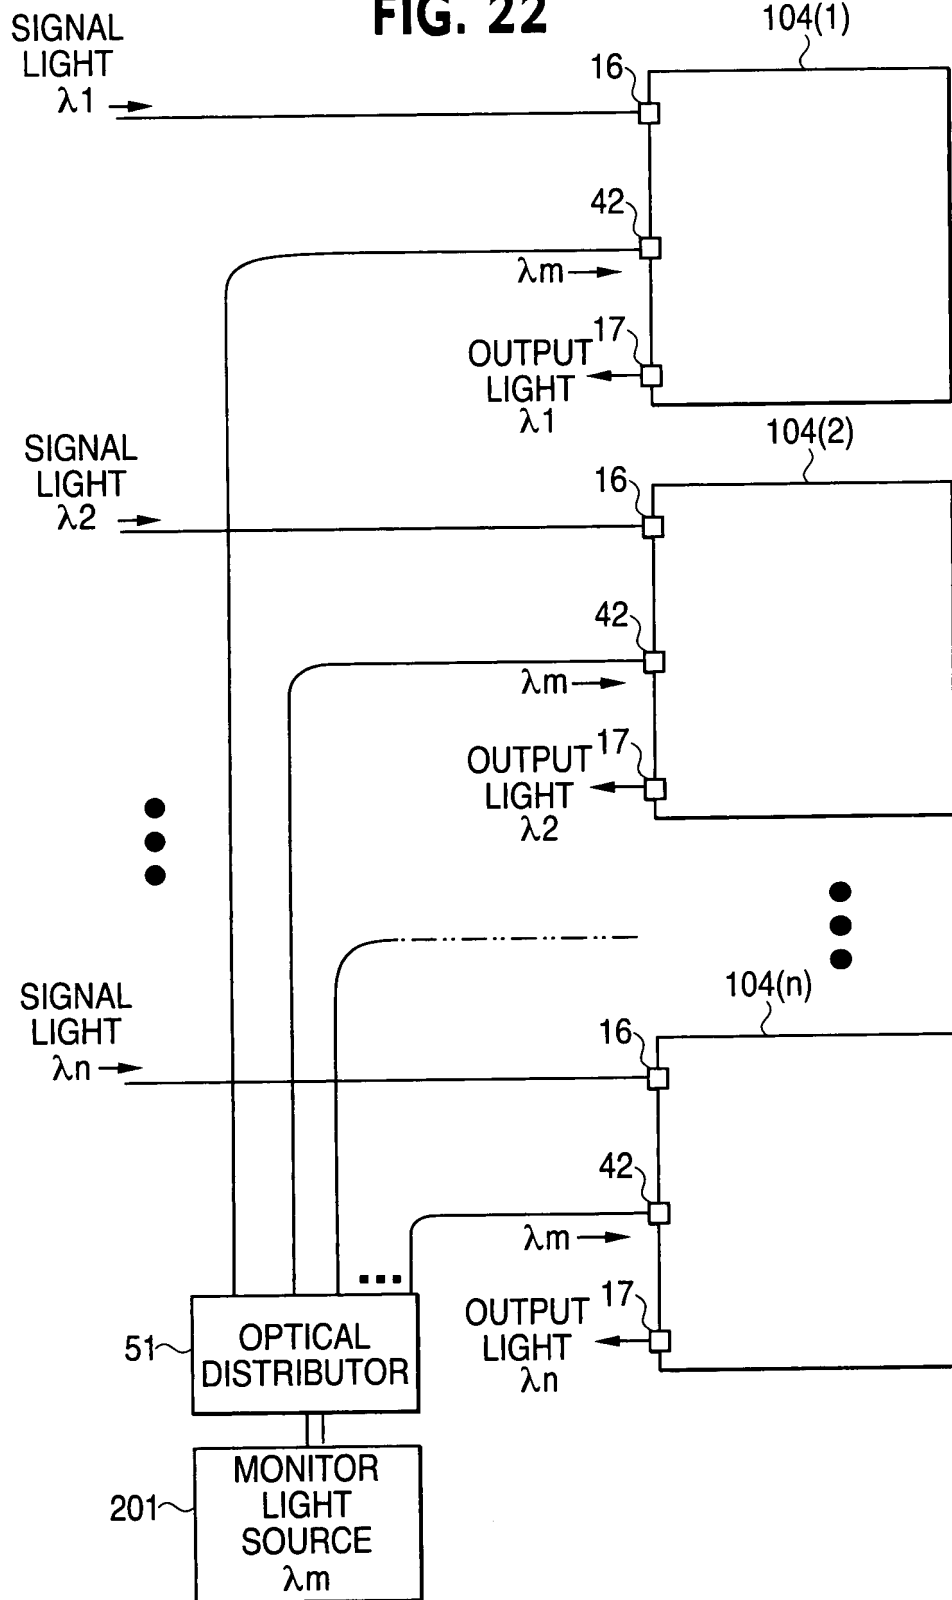 FIG. 22
SIGNAL
LIGHT
λ1
16
104(1)
42
λm
17
OUTPUT
LIGHT
λ1
SIGNAL
LIGHT
λ2
16
104(2)
42
λm
17
OUTPUT
LIGHT
λ2
SIGNAL
LIGHT
λn
16
104(n)
42
λm
17
OUTPUT
LIGHT
λn
51
OPTICAL
DISTRIBUTOR
201
MONITOR
LIGHT
SOURCE
λm